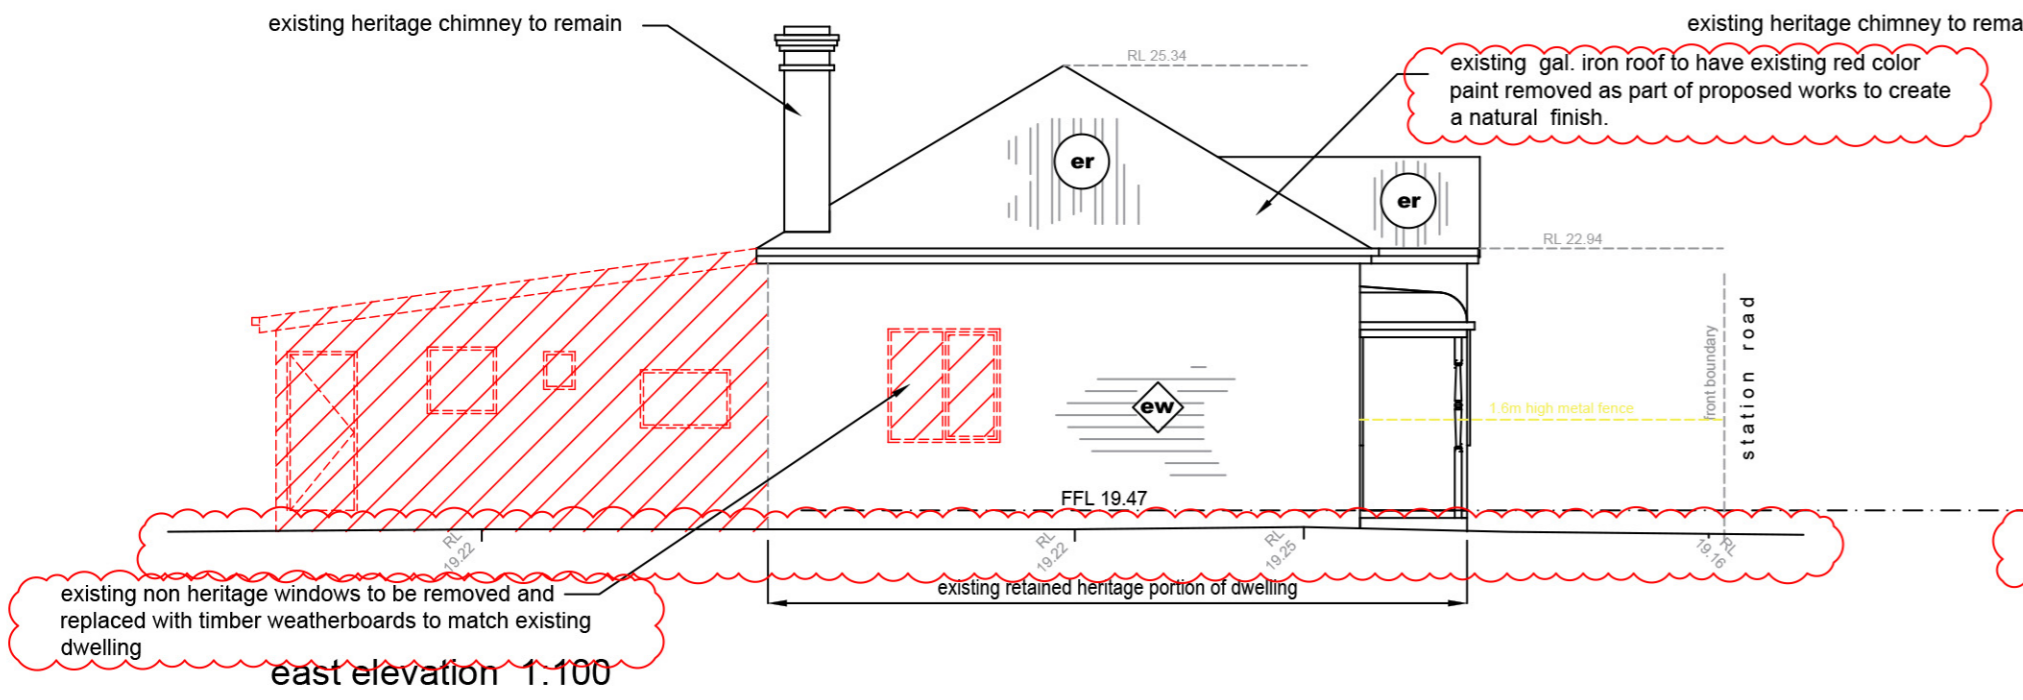 existing heritage chimney to remain
existing heritage chimney to rema
RL 25.34
existing gal. iron roof to have existing red color
paint removed as part of proposed works to create
a natural finish.
er
er
RL 22.94
station road
front boundary
1.6m high metal fence
ew
FFL 19.47
RL
19.22
RL
19.22
RL
19.25
RL
19.16
existing retained heritage portion of dwelling
existing non heritage windows to be removed and
replaced with timber weatherboards to match existing
dwelling
east elevation 1:100